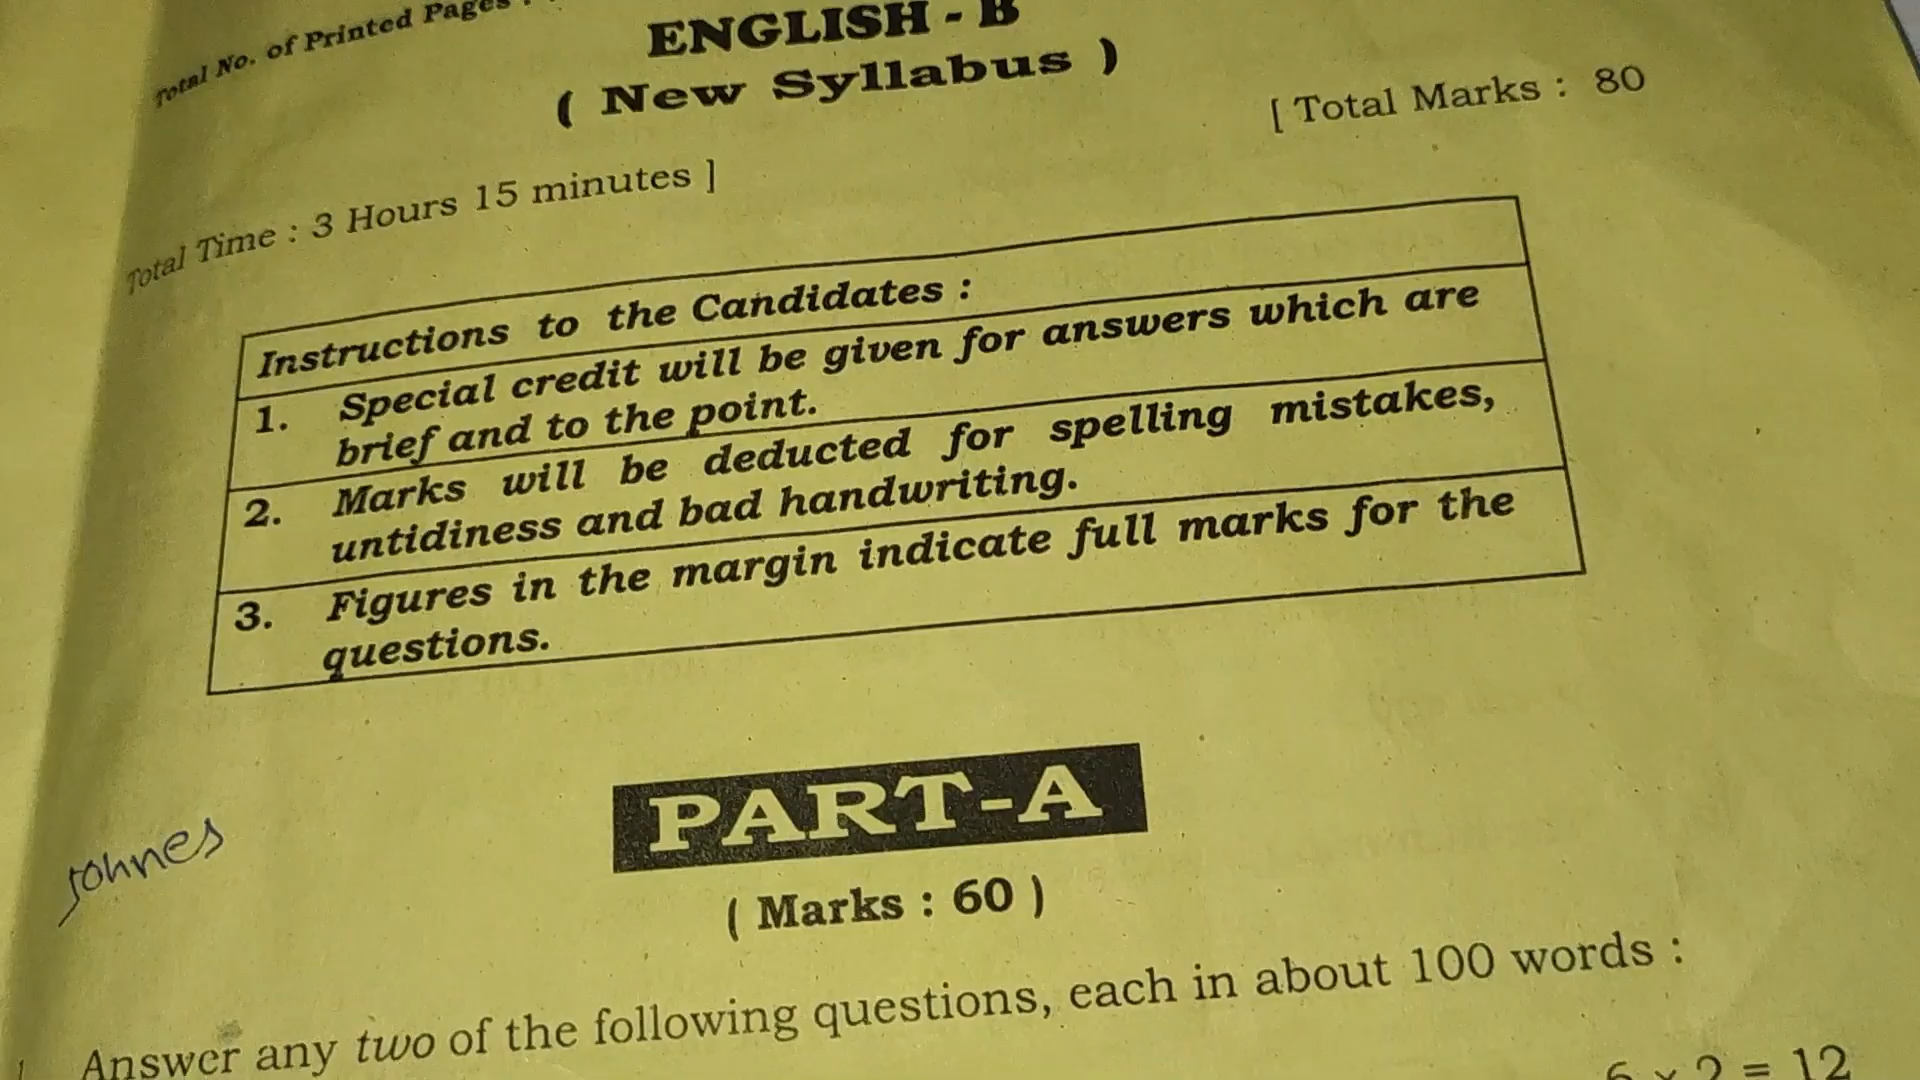 Total No. of Printed Pages :
ENGLISH - B
( New Syllabus )
[ Total Marks : 80
Total Time : 3 Hours 15 minutes ]
Instructions to the Candidates :
1. Special credit will be given for answers which are
brief and to the point.
2. Marks will be deducted for spelling mistakes,
untidiness and bad handwriting.
3. Figures in the margin indicate full marks for the
questions.
PART-A
Johnes
( Marks : 60 )
Answer any two of the following questions, each in about 100 words :
6 × 2 = 12